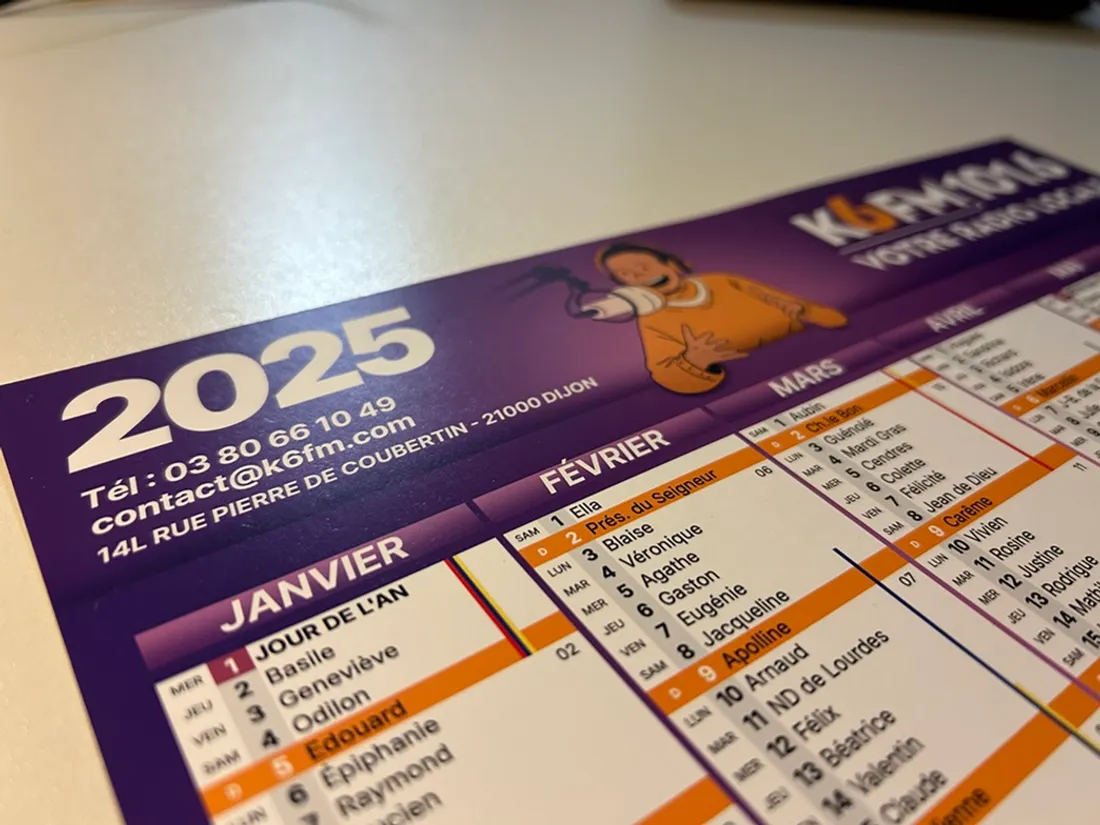 2025
Tél : 03 80 66 10 49
contact@k6fm.com
14L RUE PIERRE DE COUBERTIN - 21000 DIJON
K6FM 101.6
VOTRE RADIO LOCALE
JANVIER
MER 1 JOUR DE L'AN
JEU 2 Basile
VEN 3 Geneviève
SAM 4 Odilon
D 5 Edouard
02
LUN 6 Épiphanie
7 Raymond
FÉVRIER
SAM 1 Ella
D 2 Prés. du Seigneur
06
LUN 3 Blaise
MAR 4 Véronique
MER 5 Agathe
JEU 6 Gaston
VEN 7 Eugénie
SAM 8 Jacqueline
D 9 Apolline
07
LUN 10 Arnaud
MAR 11 ND de Lourdes
MER 12 Félix
JEU 13 Béatrice
14 Valentin
Claude
MARS
SAM 1 Aubin
D 2 Ch.le Bon
LUN 3 Guénolé
MAR 4 Mardi Gras
MER 5 Cendres
JEU 6 Colette
VEN 7 Félicité
SAM 8 Jean de Dieu
D 9 Carême
11
LUN 10 Vivien
MAR 11 Rosine
MER 12 Justine
JEU 13 Rodrigue
VEN 14
SAM 15
AVRIL